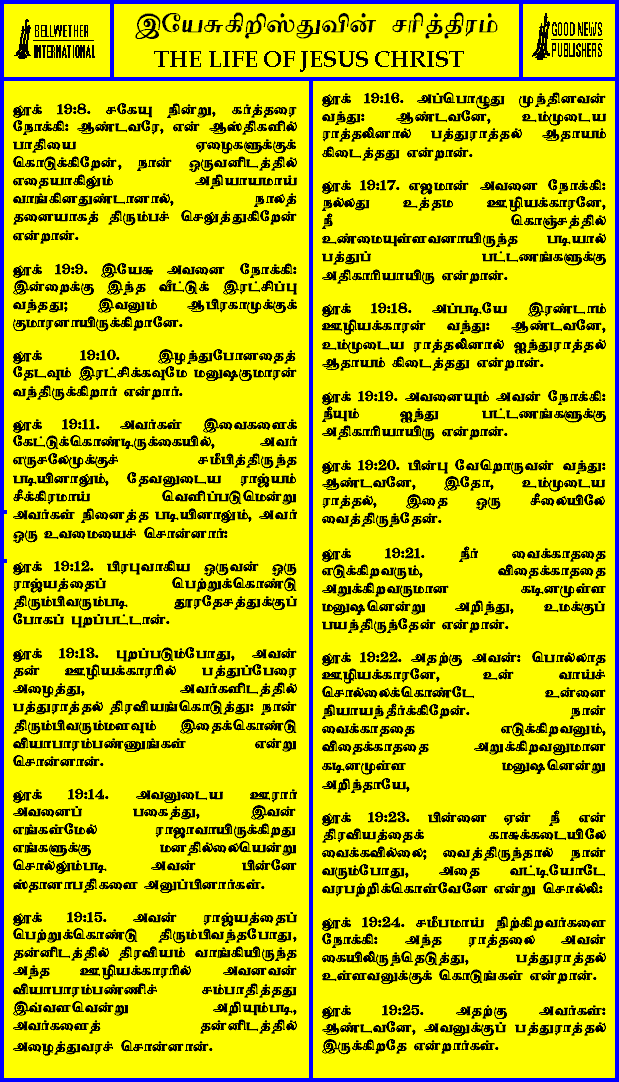 BELLWETHER
INTERNATIONAL
இயேசுகிறிஸ்துவின் சரித்திரம்
THE LIFE OF JESUS CHRIST
GOOD NEWS
PUBLISHERS
லூக் 19:8. சகேயு நின்று, கர்த்தரை
நோக்கி: ஆண்டவரே, என் ஆஸ்திகளில்
பாதியை ஏழைகளுக்குக்
கொடுக்கிறேன், நான் ஒருவனிடத்தில்
எதையாகிலும் அநியாயமாய்
வாங்கினதுண்டானால், நாலத்
தனையாகத் திரும்பச் செலுத்துகிறேன்
என்றான்.
லூக் 19:9. இயேசு அவனை நோக்கி:
இன்றைக்கு இந்த வீட்டுக் இரட்சிப்பு
வந்தது; இவனும் ஆபிரகாமுக்குக்
குமாரனாயிருக்கிறானே.
லூக் 19:10. இழந்துபோனதைத்
தேடவும் இரட்சிக்கவுமே மனுஷகுமாரன்
வந்திருக்கிறார் என்றார்.
லூக் 19:11. அவர்கள் இவைகளைக்
கேட்டுக்கொண்டிருக்கையில், அவர்
எருசலேமுக்குச் சமீபித்திருந்த
படியினாலும், தேவனுடைய ராஜ்யம்
சீக்கிரமாய் வெளிப்படுமென்று
அவர்கள் நினைத்த படியினாலும், அவர்
ஒரு உவமையைச் சொன்னார்:
லூக் 19:12. பிரபுவாகிய ஒருவன் ஒரு
ராஜ்யத்தைப் பெற்றுக்கொண்டு
திரும்பிவரும்படி தூரதேசத்துக்குப்
போகப் புறப்பட்டான்.
லூக் 19:13. புறப்படும்போது, அவன்
தன் ஊழியக்காரரில் பத்துப்பேரை
அழைத்து, அவர்களிடத்தில்
பத்துராத்தல் திரவியங்கொடுத்து: நான்
திரும்பிவருமளவும் இதைக்கொண்டு
வியாபாரம்பண்ணுங்கள் என்று
சொன்னான்.
லூக் 19:14. அவனுடைய ஊரார்
அவனைப் பகைத்து, இவன்
எங்கள்மேல் ராஜாவாயிருக்கிறது
எங்களுக்கு மனதில்லையென்று
சொல்லும்படி அவன் பின்னே
ஸ்தானாபதிகளை அனுப்பினார்கள்.
லூக் 19:15. அவன் ராஜ்யத்தைப்
பெற்றுக்கொண்டு திரும்பிவந்தபோது,
தன்னிடத்தில் திரவியம் வாங்கியிருந்த
அந்த ஊழியக்காரரில் அவனவன்
வியாபாரம்பண்ணிச் சம்பாதித்தது
இவ்வளவென்று அறியும்படி,
அவர்களைத் தன்னிடத்தில்
அழைத்துவரச் சொன்னான்.
லூக் 19:16. அப்பொழுது முந்தினவன்
வந்து: ஆண்டவனே, உம்முடைய
ராத்தலினால் பத்துராத்தல் ஆதாயம்
கிடைத்தது என்றான்.
லூக் 19:17. எஜமான் அவனை நோக்கி:
நல்லது உத்தம ஊழியக்காரனே,
நீ கொஞ்சத்தில்
உண்மையுள்ளவனாயிருந்த படியால்
பத்துப் பட்டணங்களுக்கு
அதிகாரியாயிரு என்றான்.
லூக் 19:18. அப்படியே இரண்டாம்
ஊழியக்காரன் வந்து: ஆண்டவனே,
உம்முடைய ராத்தலினால் ஐந்துராத்தல்
ஆதாயம் கிடைத்தது என்றான்.
லூக் 19:19. அவனையும் அவன் நோக்கி:
நீயும் ஐந்து பட்டணங்களுக்கு
அதிகாரியாயிரு என்றான்.
லூக் 19:20. பின்பு வேறொருவன் வந்து:
ஆண்டவனே, இதோ, உம்முடைய
ராத்தல், இதை ஒரு சீலையிலே
வைத்திருந்தேன்.
லூக் 19:21. நீர் வைக்காததை
எடுக்கிறவரும், விதைக்காததை
அறுக்கிறவருமான கடினமுள்ள
மனுஷனென்று அறிந்து, உமக்குப்
பயந்திருந்தேன் என்றான்.
லூக் 19:22. அதற்கு அவன்: பொல்லாத
ஊழியக்காரனே, உன் வாய்ச்
சொல்லைக்கொண்டே உன்னை
நியாயந்தீர்க்கிறேன். நான்
வைக்காததை எடுக்கிறவனும்,
விதைக்காததை அறுக்கிறவனுமான
கடினமுள்ள மனுஷனென்று
அறிந்தாயே,
லூக் 19:23. பின்னை ஏன் நீ என்
திரவியத்தைக் காசுக்கடையிலே
வைக்கவில்லை; வைத்திருந்தால் நான்
வரும்போது, அதை வட்டியோடே
வரபற்றிக்கொள்வேனே என்று சொல்லி:
லூக் 19:24. சமீபமாய் நிற்கிறவர்களை
நோக்கி: அந்த ராத்தலை அவன்
கையிலிருந்தெடுத்து, பத்துராத்தல்
உள்ளவனுக்குக் கொடுங்கள் என்றான்.
லூக் 19:25. அதற்கு அவர்கள்:
ஆண்டவனே, அவனுக்குப் பத்துராத்தல்
இருக்கிறதே என்றார்கள்.